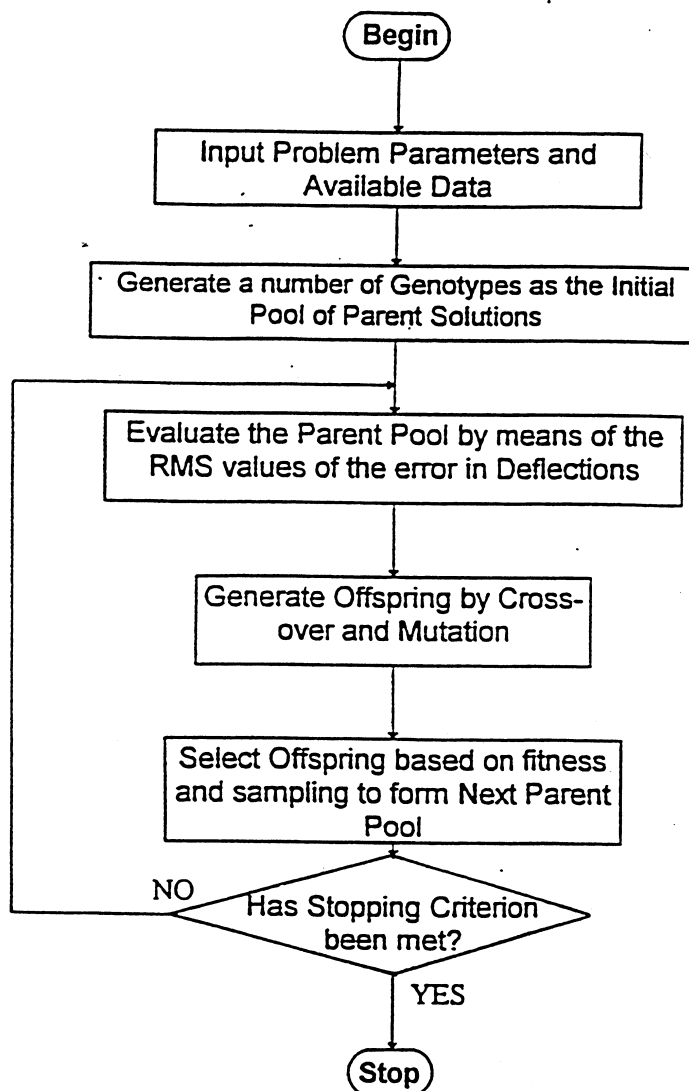 Begin
Input Problem Parameters and
Available Data
Generate a number of Genotypes as the Initial
Pool of Parent Solutions
Evaluate the Parent Pool by means of the
RMS values of the error in Deflections
Generate Offspring by Cross-
over and Mutation
Select Offspring based on fitness
and sampling to form Next Parent
Pool
NO
Has Stopping Criterion
been met?
YES
Stop